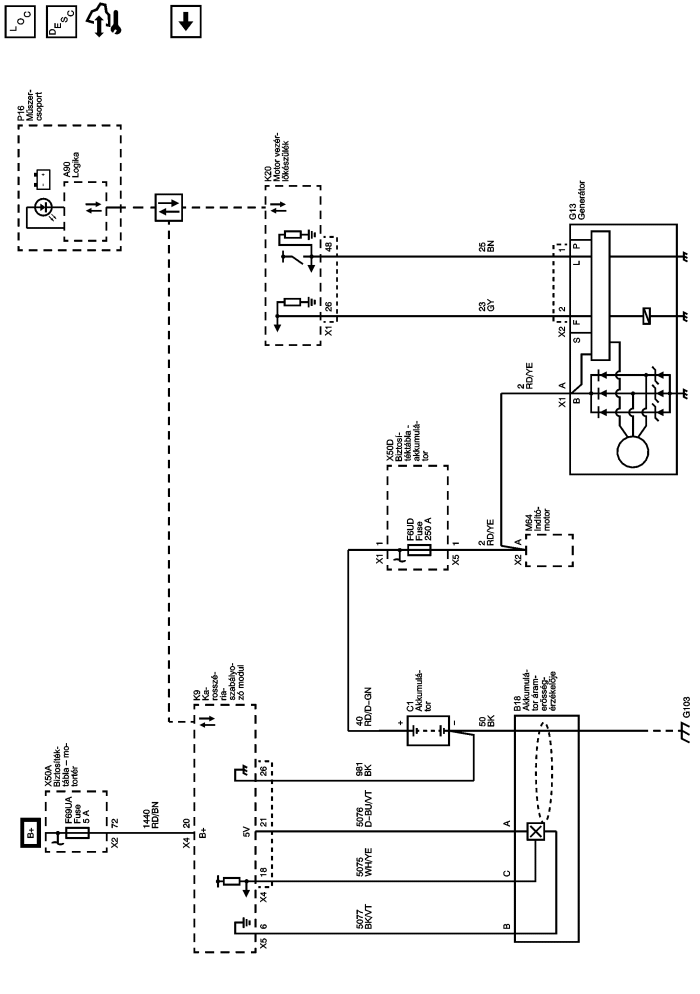 LOC
DESC
P16
Műszer-
csoport
A90
Logika
K20
Motor vezér-
lőkészülék
48
26
X1
25
BN
23
GY
1
2
X2
G13
Generátor
P
L
F
S
2
RD/YE
X1
A
B
X50D
Biztosí-
téktábla -
akkumulá-
tor
F6UD
Fuse
250 A
X1
1
X5
1
2
RD/YE
X2
A
M64
Indító-
motor
K9
Ka-
rosszé-
ria-
szabályo-
zó modul
X50A
Biztosíték-
tábla – mo-
tortér
F69UA
Fuse
5 A
B+
X2
72
1440
RD/BN
X4
20
B+
5V
26
21
18
X4
X5
6
40
RD/D-GN
C1
Akkumulá-
tor
+
–
50
BK
981
BK
5076
D-BU/VT
5075
WH/YE
5077
BK/VT
A
C
B
B18
Akkumulá-
tor áram-
erősség-
érzékelője
G103